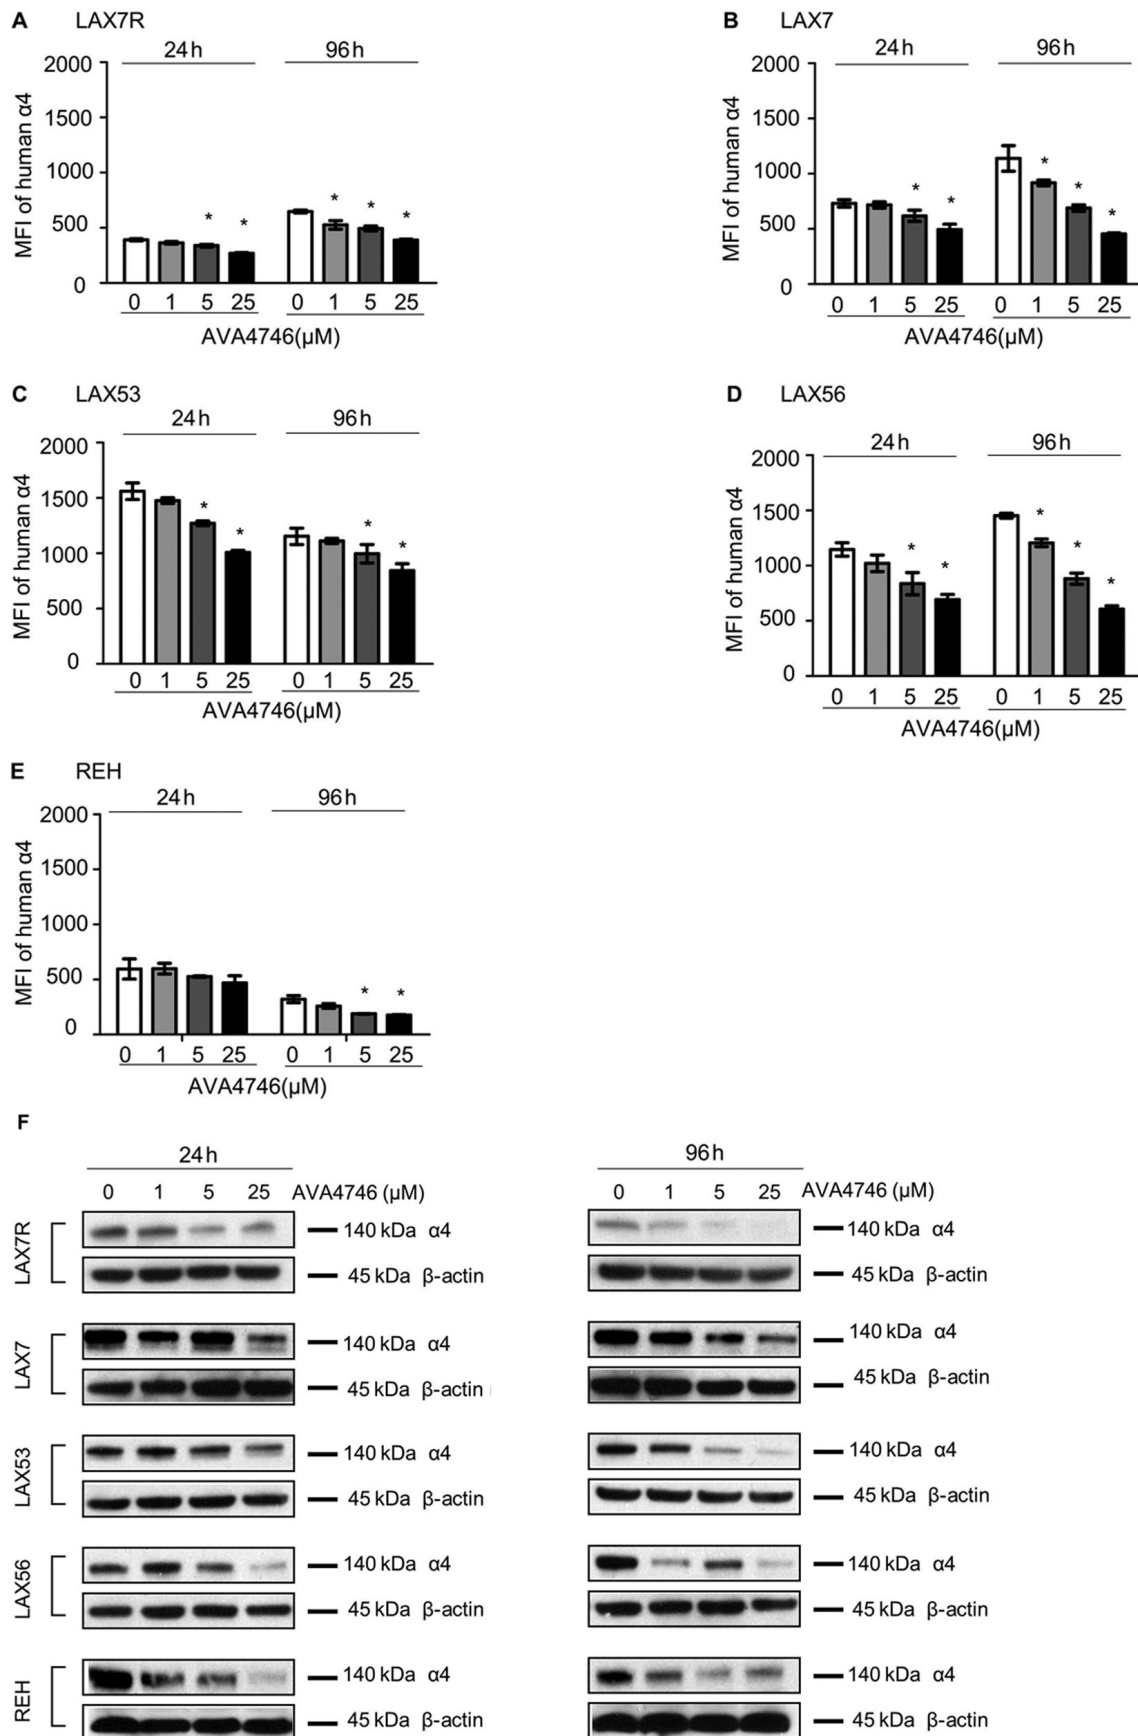 A LAX7R
24h 96h
MFI of human α4
2000
1500
1000
500
0
* * * * *
0 1 5 25 0 1 5 25
AVA4746(µM)
B LAX7
24h 96h
MFI of human α4
2000
1500
1000
500
0
* * * * *
0 1 5 25 0 1 5 25
AVA4746(µM)
C LAX53
24h 96h
MFI of human α4
2000
1500
1000
500
0
* * * *
0 1 5 25 0 1 5 25
AVA4746(µM)
D LAX56
24h 96h
MFI of human α4
2000
1500
1000
500
0
* * * * *
0 1 5 25 0 1 5 25
AVA4746(µM)
E REH
24h 96h
MFI of human α4
2000
1500
1000
500
0
* *
0 1 5 25 0 1 5 25
AVA4746(µM)
F
24h
0 1 5 25 AVA4746 (µM)
LAX7R
140 kDa α4
45 kDa β-actin
LAX7
140 kDa α4
45 kDa β-actin
LAX53
140 kDa α4
45 kDa β-actin
LAX56
140 kDa α4
45 kDa β-actin
REH
140 kDa α4
45 kDa β-actin
96h
0 1 5 25 AVA4746 (µM)
140 kDa α4
45 kDa β-actin
140 kDa α4
45 kDa β-actin
140 kDa α4
45 kDa β-actin
140 kDa α4
45 kDa β-actin
140 kDa α4
45 kDa β-actin